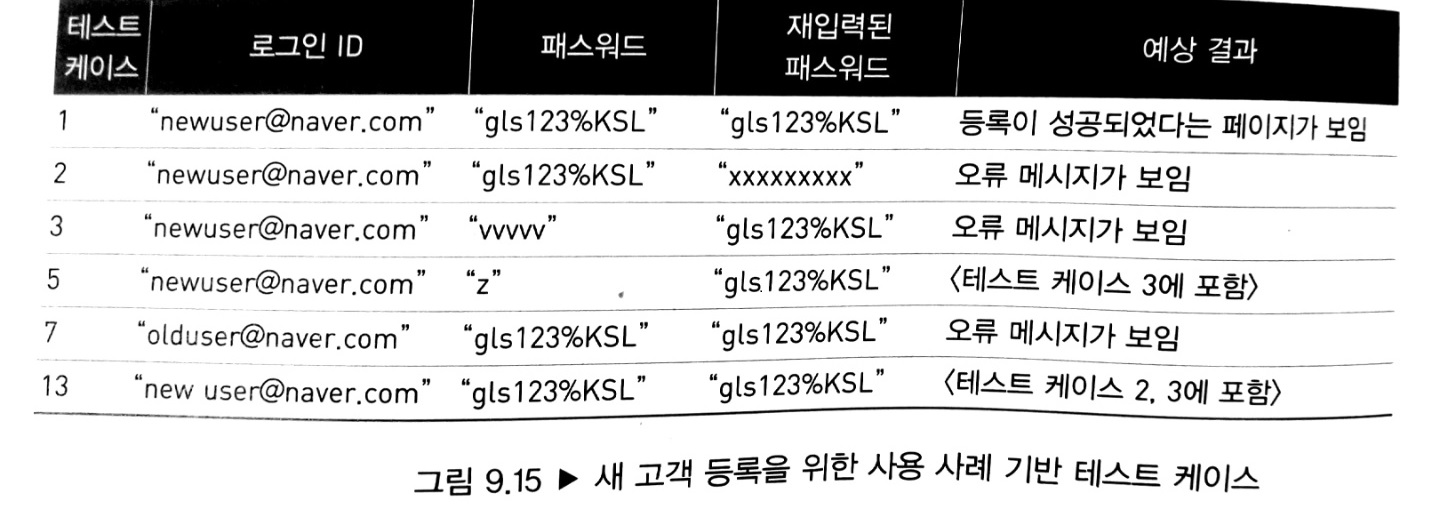 테스트 케이스 로그인 ID 패스워드 재입력된 패스워드 예상 결과
1 “newuser@naver.com” “gls123%KSL” “gls123%KSL” 등록이 성공되었다는 페이지가 보임
2 “newuser@naver.com” “gls123%KSL” “xxxxxxxxx” 오류 메시지가 보임
3 “newuser@naver.com” “vvvvv” “gls123%KSL” 오류 메시지가 보임
5 “newuser@naver.com” “z” “gls123%KSL” 〈테스트 케이스 3에 포함〉
7 “olduser@naver.com” “gls123%KSL” “gls123%KSL” 오류 메시지가 보임
13 “new user@naver.com” “gls123%KSL” “gls123%KSL” 〈테스트 케이스 2, 3에 포함〉
그림 9.15 ▶ 새 고객 등록을 위한 사용 사례 기반 테스트 케이스